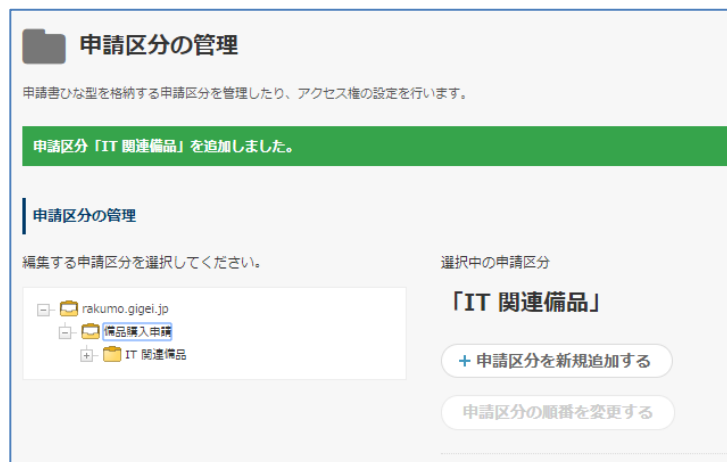 申請区分の管理
申請書ひな型を格納する申請区分を管理したり、アクセス権の設定を行います。
申請区分「IT 関連備品」を追加しました。
申請区分の管理
編集する申請区分を選択してください。
rakumo.gigei.jp
備品購入申請
IT 関連備品
選択中の申請区分
「IT 関連備品」
+ 申請区分を新規追加する
申請区分の順番を変更する